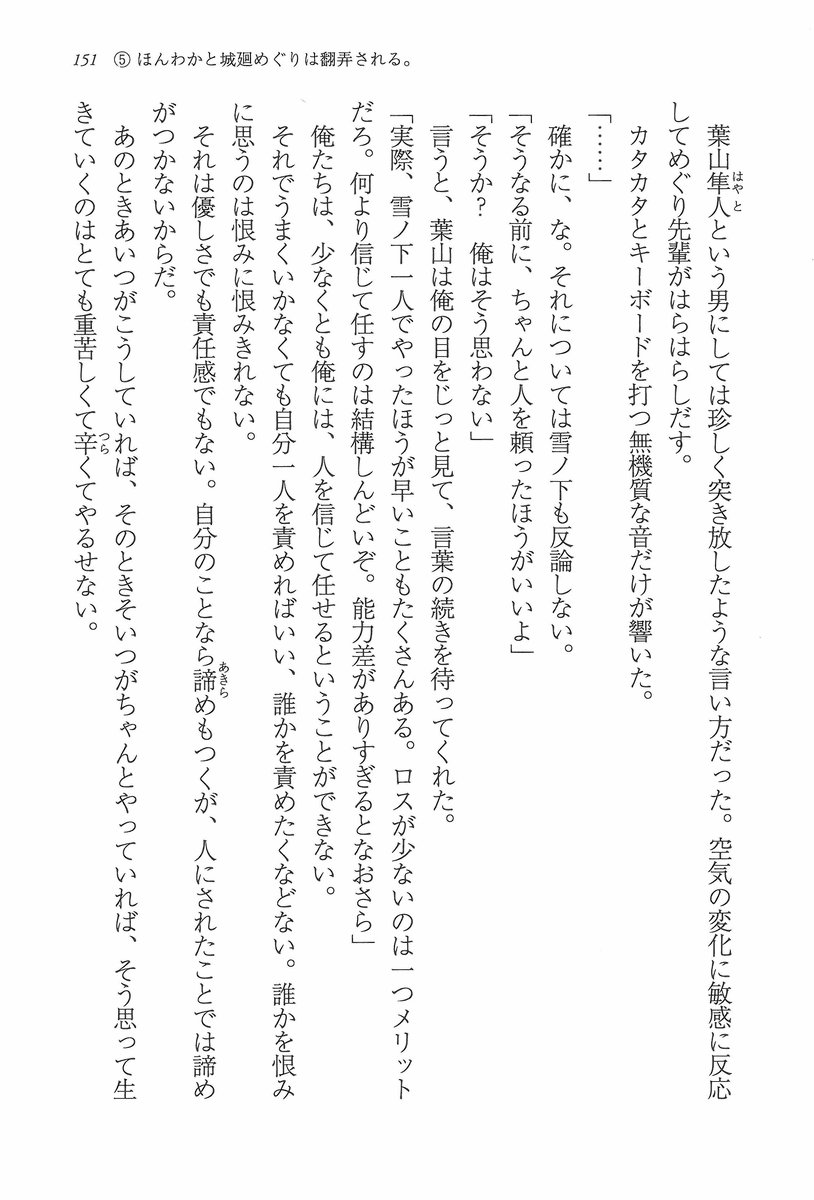 151 ⑤ ほんわかと城廻めぐりは翻弄される。
葉山隼人という男にしては珍しく突き放したような言い方だった。空気の変化に敏感に反応
してめぐり先輩がはらはらしだす。
カタカタとキーボードを打つ無機質な音だけが響いた。
「……」
確かに、な。それについては雪ノ下も反論しない。
「そうなる前に、ちゃんと人を頼ったほうがいいよ」
「そうか？　俺はそう思わない」
言うと、葉山は俺の目をじっと見て、言葉の続きを待ってくれた。
「実際、雪ノ下一人でやったほうが早いこともたくさんある。ロスが少ないのは一つメリット
だろ。何より信じて任すのは結構しんどいぞ。能力差がありすぎるとなおさら」
俺たちは、少なくとも俺には、人を信じて任せるということができない。
それでうまくいかなくても自分一人を責めればいい、誰かを責めたくなどない。誰かを恨み
に思うのは恨みに恨みきれない。
それは優しさでも責任感でもない。自分のことなら諦めもつくが、人にされたことでは諦め
がつかないからだ。
あのときあいつがこうしていれば、そのときそいつがちゃんとやっていれば、そう思って生
きていくのはとても重苦しくて辛くてやるせない。